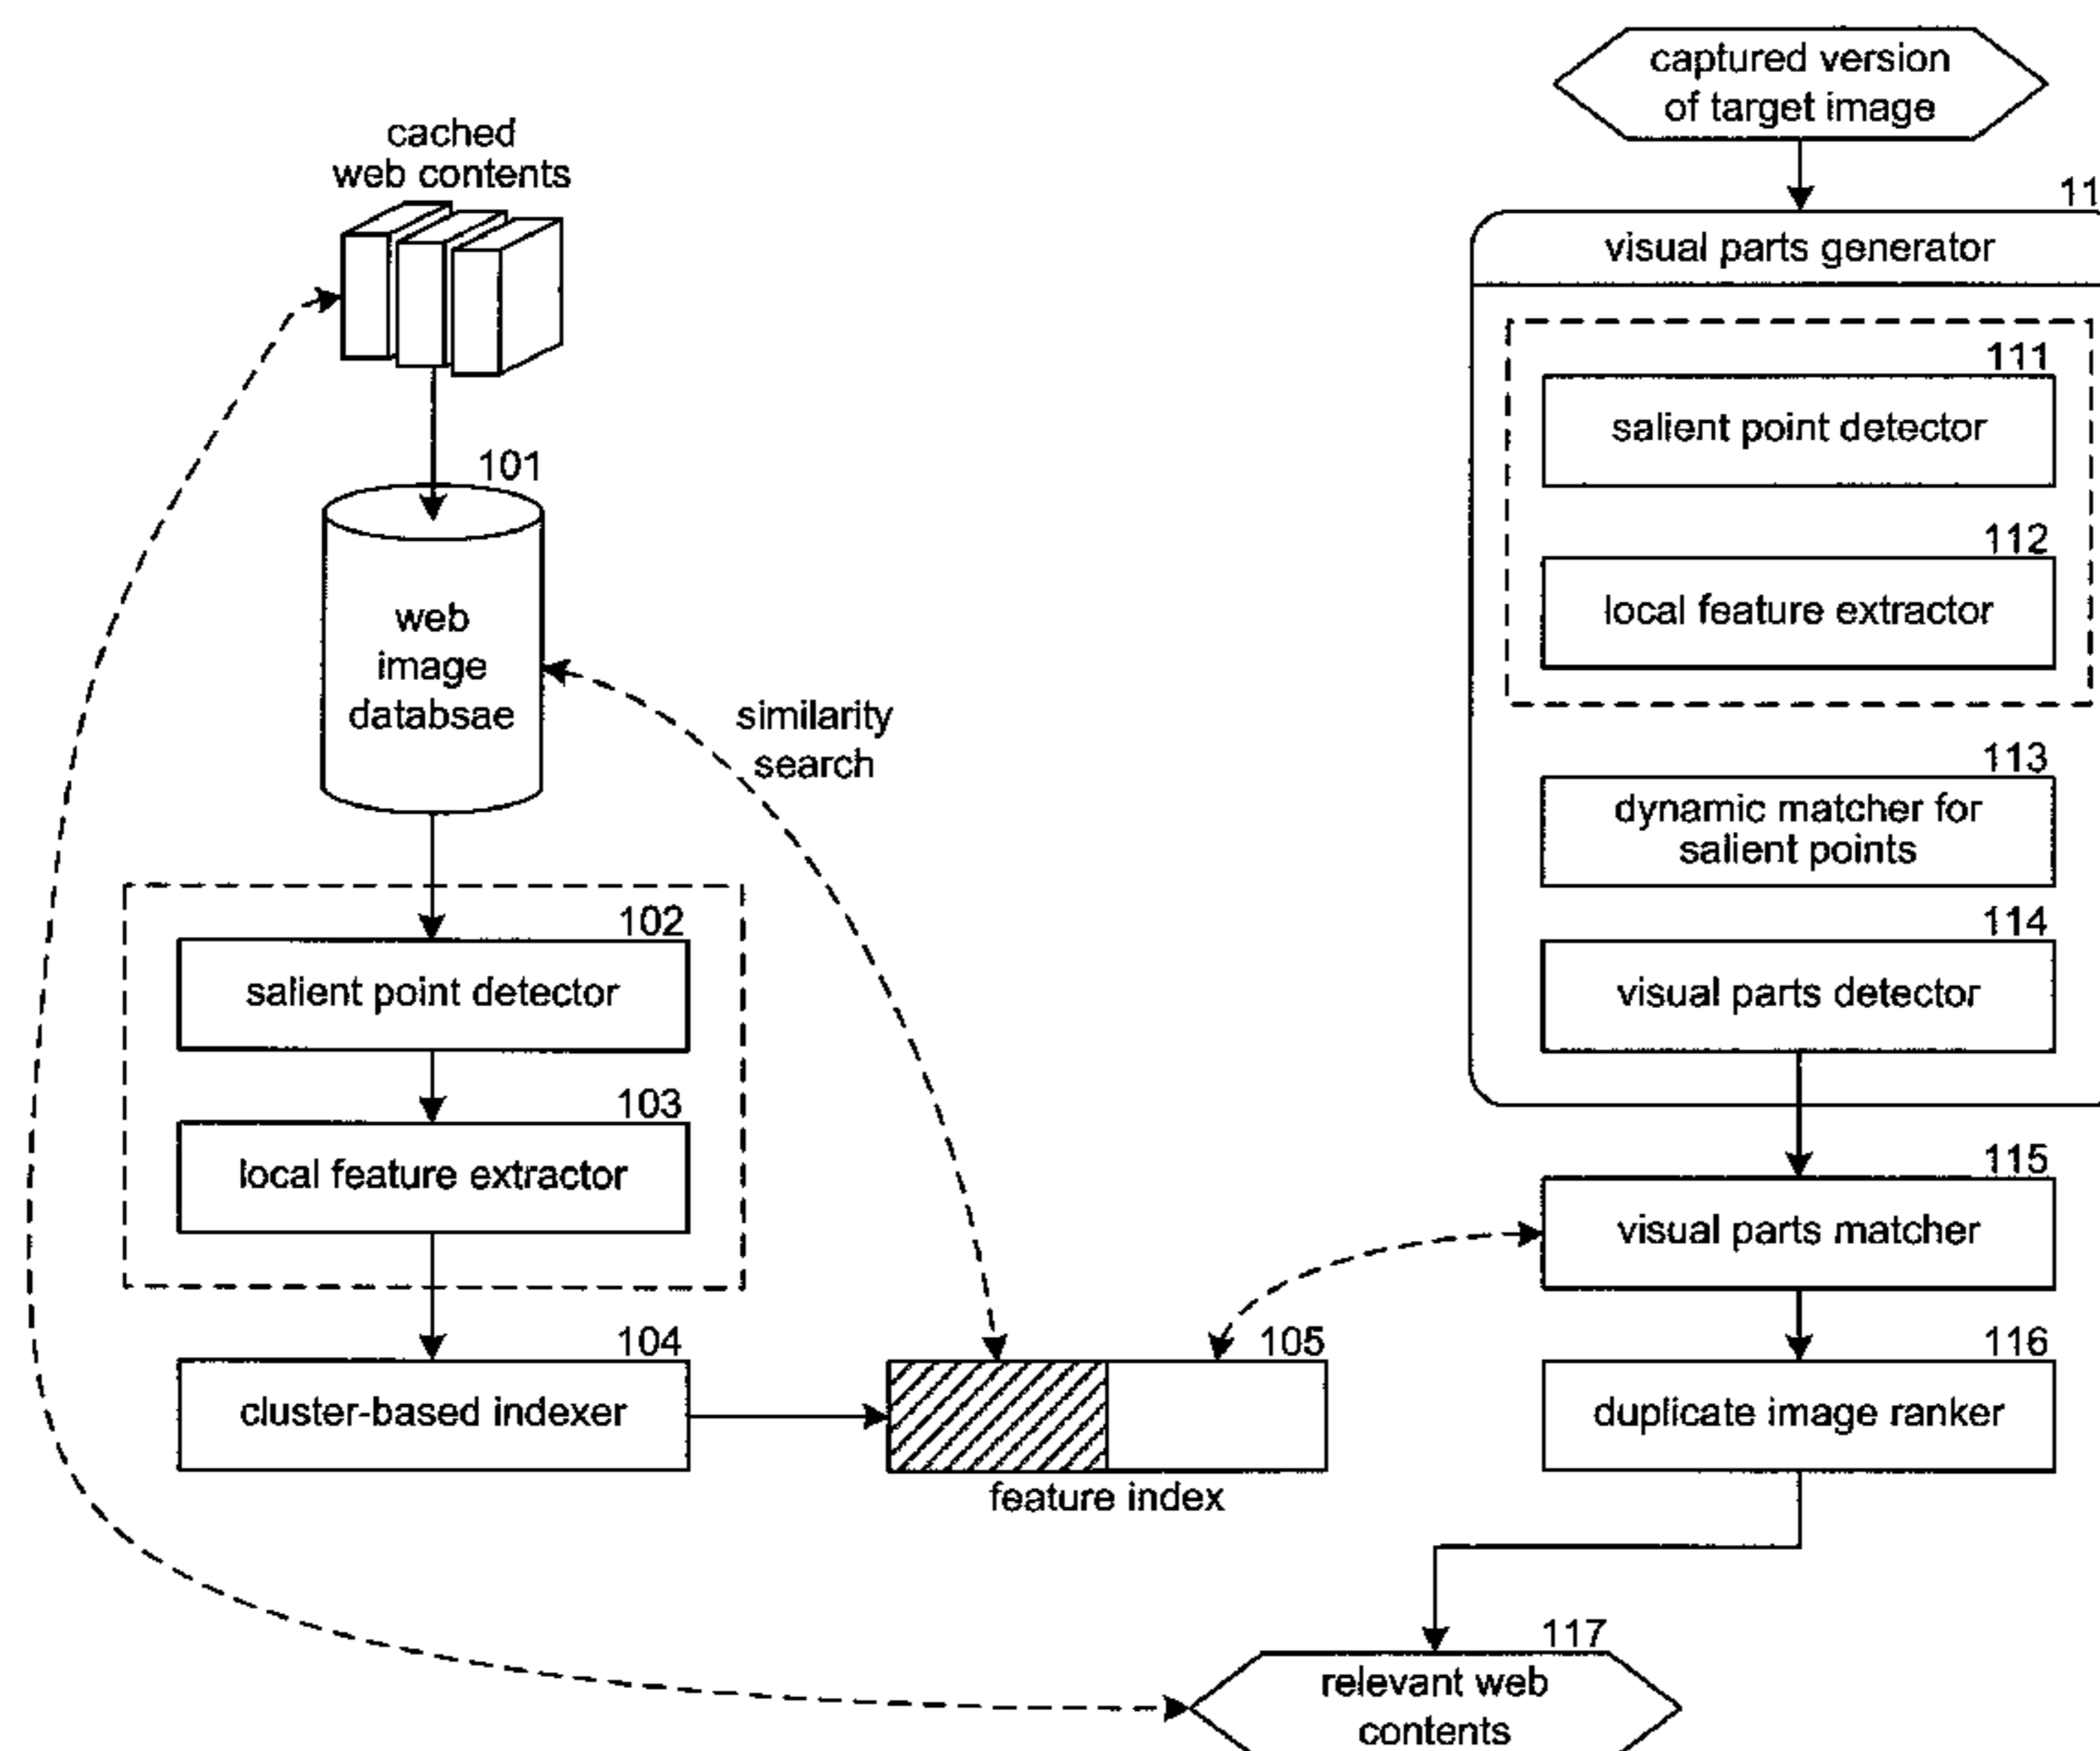 captured version
of target image
cached
web contents
11
visual parts generator
111
salient point detector
101
112
web
image
databsae
local feature extractor
similarity
search
113
dynamic matcher for
salient points
102
salient point detector
114
visual parts detector
103
local feature extractor
115
visual parts matcher
104
cluster-based indexer
105
feature index
116
duplicate image ranker
117
relevant web
contents